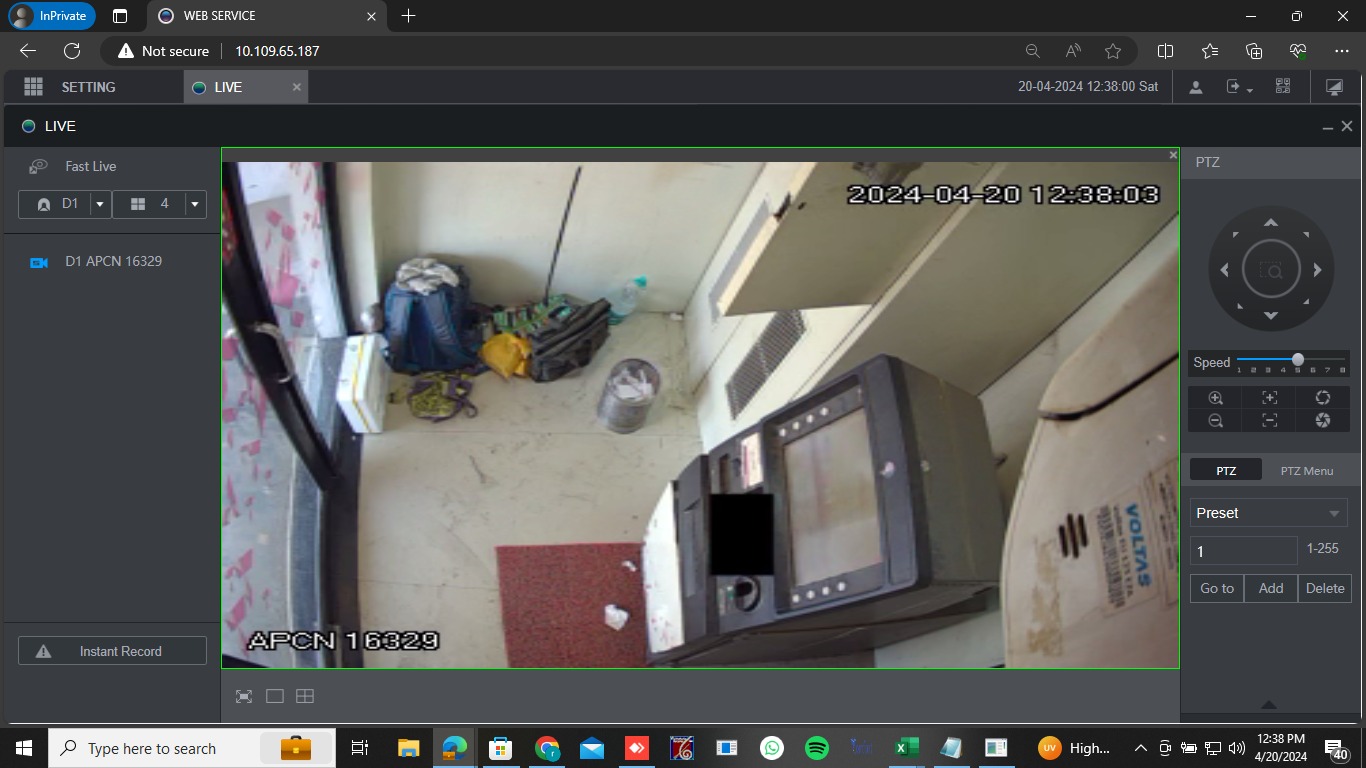 InPrivate
WEB SERVICE
Not secure
10.109.65.187
SETTING
LIVE
20-04-2024 12:38:00 Sat
LIVE
Fast Live
D1
4
D1 APCN 16329
Instant Record
2024-04-20 12:38:03
APCN 16329
VOLTAS
PTZ
Speed
1 2 3 4 5 6 7 8
PTZ
PTZ Menu
Preset
1
1-255
Go to
Add
Delete
Type here to search
UV
High...
12:38 PM
4/20/2024
40